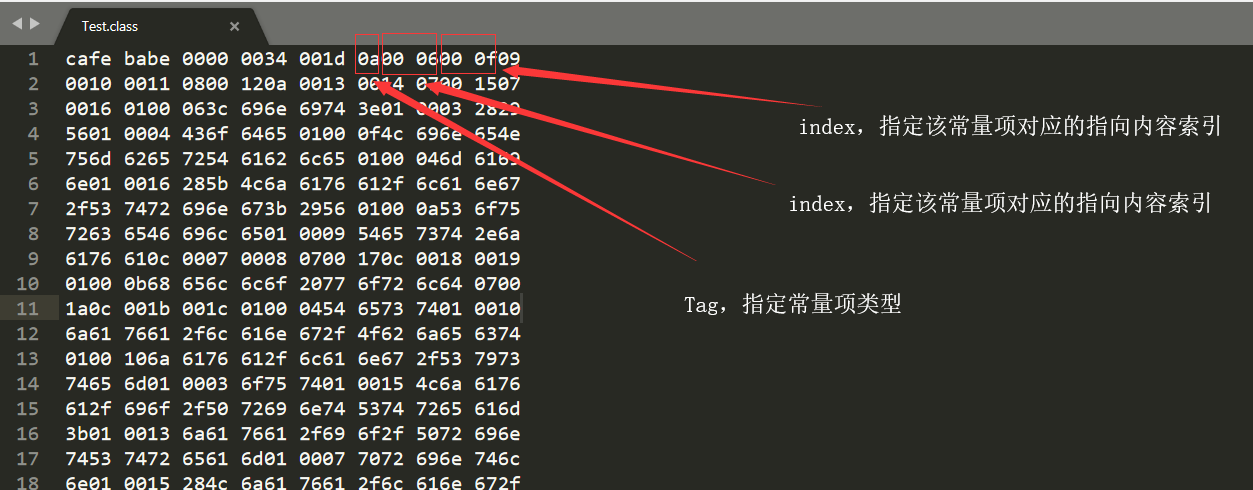 Test.class
1 cafe babe 0000 0034 001d 0a00 0600 0f09
2 0010 0011 0800 120a 0013 0014 0700 1507
3 0016 0100 063c 696e 6974 3e01 0003 2829
4 5601 0004 436f 6465 0100 0f4c 696e 654e
5 756d 6265 7254 6162 6c65 0100 046d 6169
6 6e01 0016 285b 4c6a 6176 612f 6c61 6e67
7 2f53 7472 696e 673b 2956 0100 0a53 6f75
8 7263 6546 696c 6501 0009 5465 7374 2e6a
9 6176 610c 0007 0008 0700 170c 0018 0019
10 0100 0b68 656c 6c6f 2077 6f72 6c64 0700
11 1a0c 001b 001c 0100 0454 6573 7401 0010
12 6a61 7661 2f6c 616e 672f 4f62 6a65 6374
13 0100 106a 6176 612f 6c61 6e67 2f53 7973
14 7465 6d01 0003 6f75 7401 0015 4c6a 6176
15 612f 696f 2f50 7269 6e74 5374 7265 616d
16 3b01 0013 6a61 7661 2f69 6f2f 5072 696e
17 7453 7472 6561 6d01 0007 7072 696e 746c
18 6e01 0015 284c 6a61 7661 2f6c 616e 672f
index，指定该常量项对应的指向内容索引
index，指定该常量项对应的指向内容索引
Tag，指定常量项类型